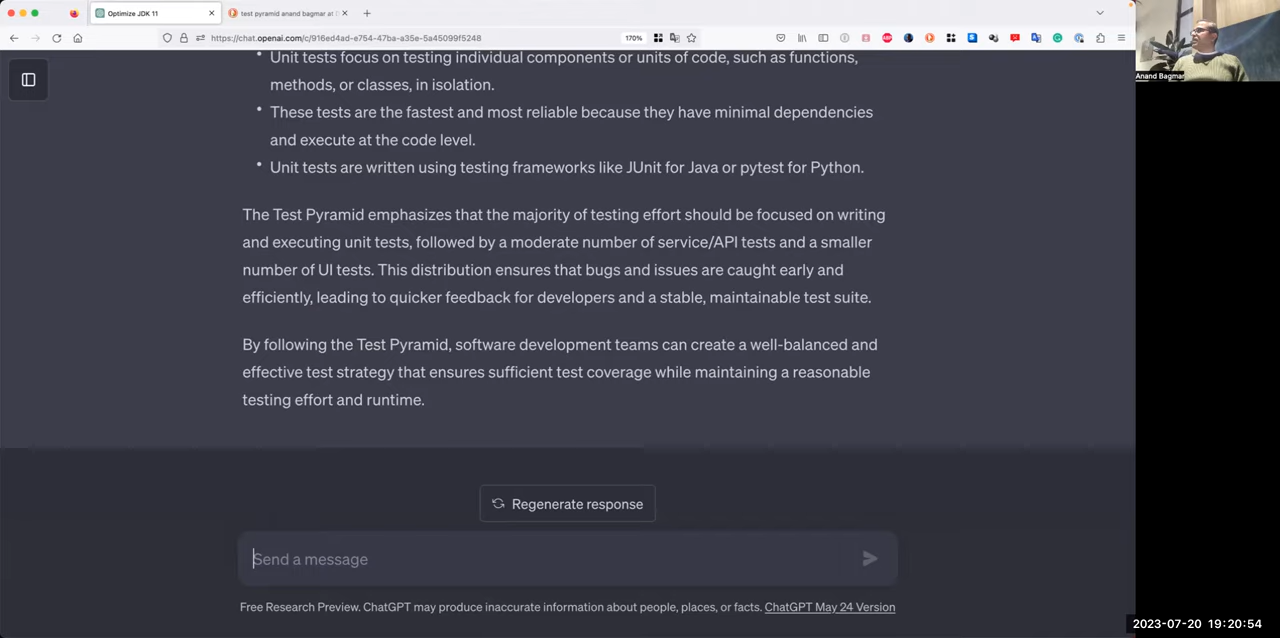 Optimize JDK 11
test pyramid anand bagmar at
https://chat.openai.com/c/916ed4ad-e754-47ba-a35e-5a45099f5248
170%
Anand Bagmar
Unit tests focus on testing individual components or units of code, such as functions,
methods, or classes, in isolation.
These tests are the fastest and most reliable because they have minimal dependencies
and execute at the code level.
Unit tests are written using testing frameworks like JUnit for Java or pytest for Python.
The Test Pyramid emphasizes that the majority of testing effort should be focused on writing
and executing unit tests, followed by a moderate number of service/API tests and a smaller
number of UI tests. This distribution ensures that bugs and issues are caught early and
efficiently, leading to quicker feedback for developers and a stable, maintainable test suite.
By following the Test Pyramid, software development teams can create a well-balanced and
effective test strategy that ensures sufficient test coverage while maintaining a reasonable
testing effort and runtime.
Regenerate response
Send a message
Free Research Preview. ChatGPT may produce inaccurate information about people, places, or facts. ChatGPT May 24 Version
2023-07-20 19:20:54